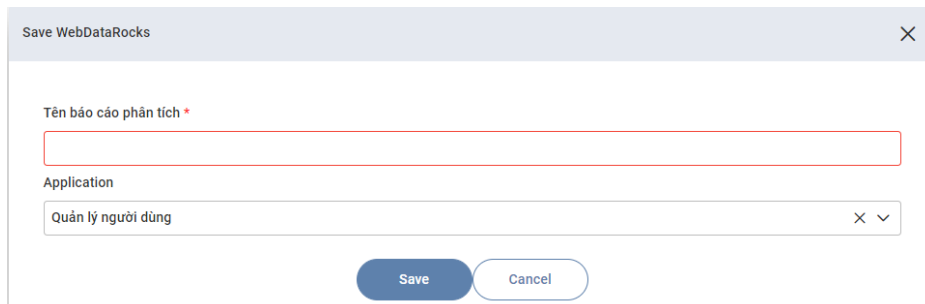 Save WebDataRocks
Tên báo cáo phân tích *
Application
Quản lý người dùng
Save Cancel